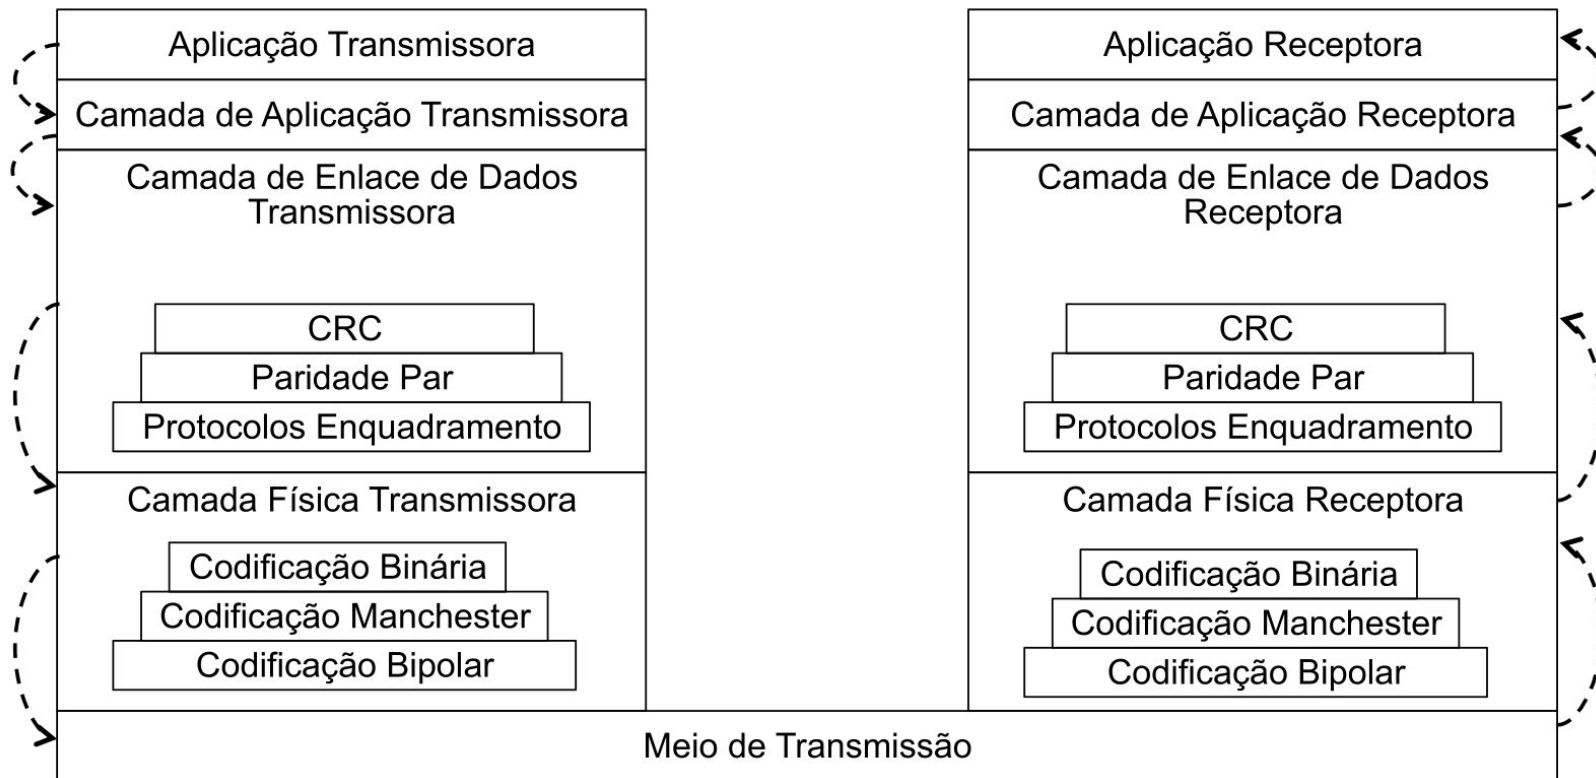 Aplicação Transmissora
Camada de Aplicação Transmissora
Camada de Enlace de Dados
Transmissora
CRC
Paridade Par
Protocolos Enquadramento
Camada Física Transmissora
Codificação Binária
Codificação Manchester
Codificação Bipolar
Aplicação Receptora
Camada de Aplicação Receptora
Camada de Enlace de Dados
Receptora
CRC
Paridade Par
Protocolos Enquadramento
Camada Física Receptora
Codificação Binária
Codificação Manchester
Codificação Bipolar
Meio de Transmissão